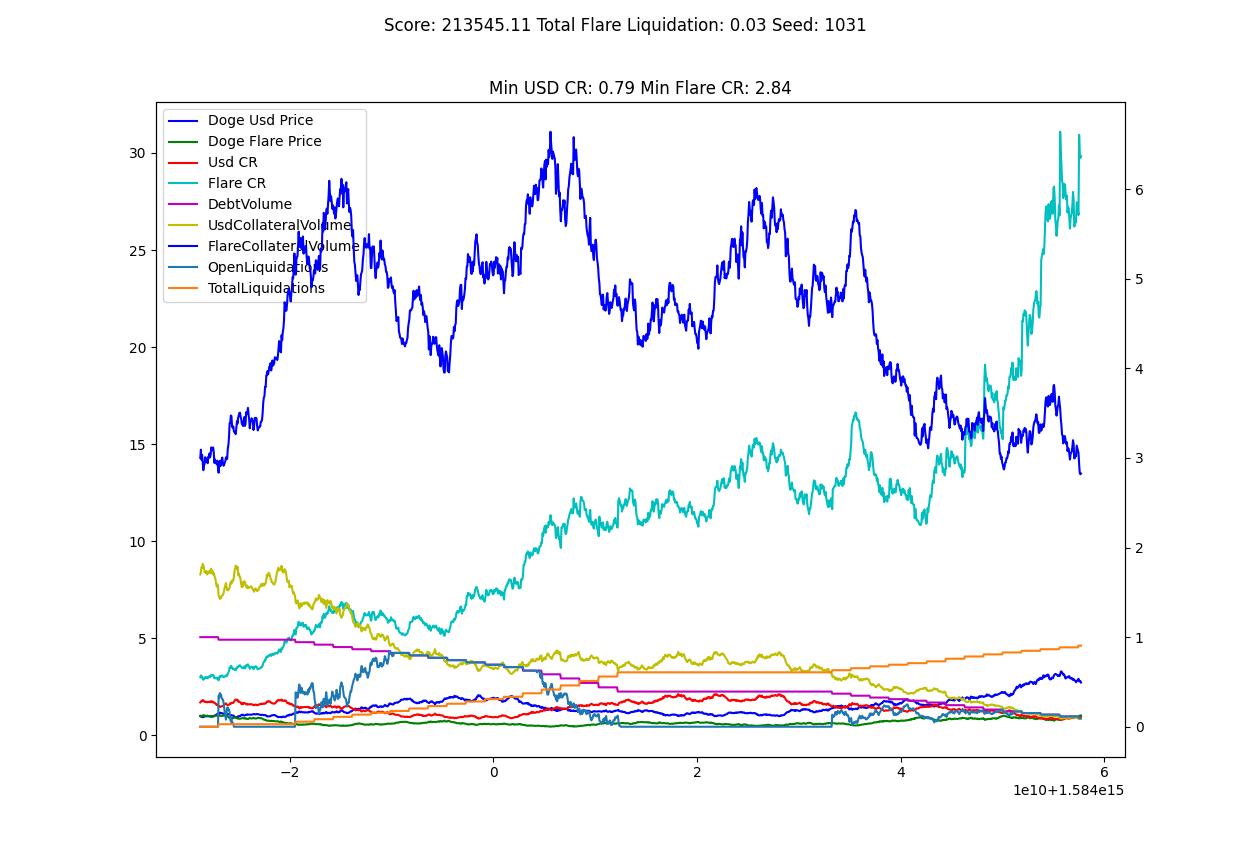 Score: 213545.11 Total Flare Liquidation: 0.03 Seed: 1031
Min USD CR: 0.79 Min Flare CR: 2.84
Doge Usd Price
Doge Flare Price
Usd CR
Flare CR
DebtVolume
UsdCollateralVolume
FlareCollateralVolume
OpenLiquidations
TotalLiquidations
30
25
20
15
10
5
0
6
5
4
3
2
1
0
−2
0
2
4
6
1e10+1.584e15